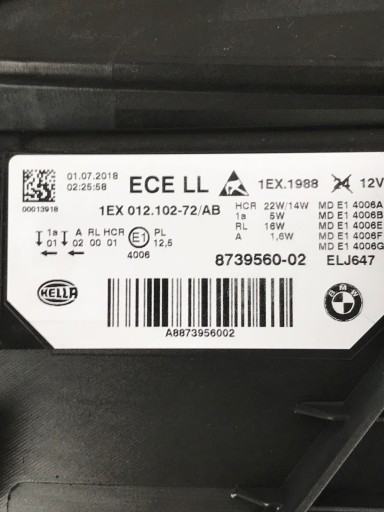 01.07.2018
02:25:58
00013918
ECE LL
1EX.1988 24 12V
1EX 012.102-72/AB
HCR 22W/14W MD E1 4006A
1a 5W MD E1 4006B
RL 16W MD E1 4006E
A 1,6W MD E1 4006F
MD E1 4006G
1a A RL HCR E1 PL
01 02 00 01 12,5
4006
8739560-02 ELJ647
HELLA
BMW
A8873956002